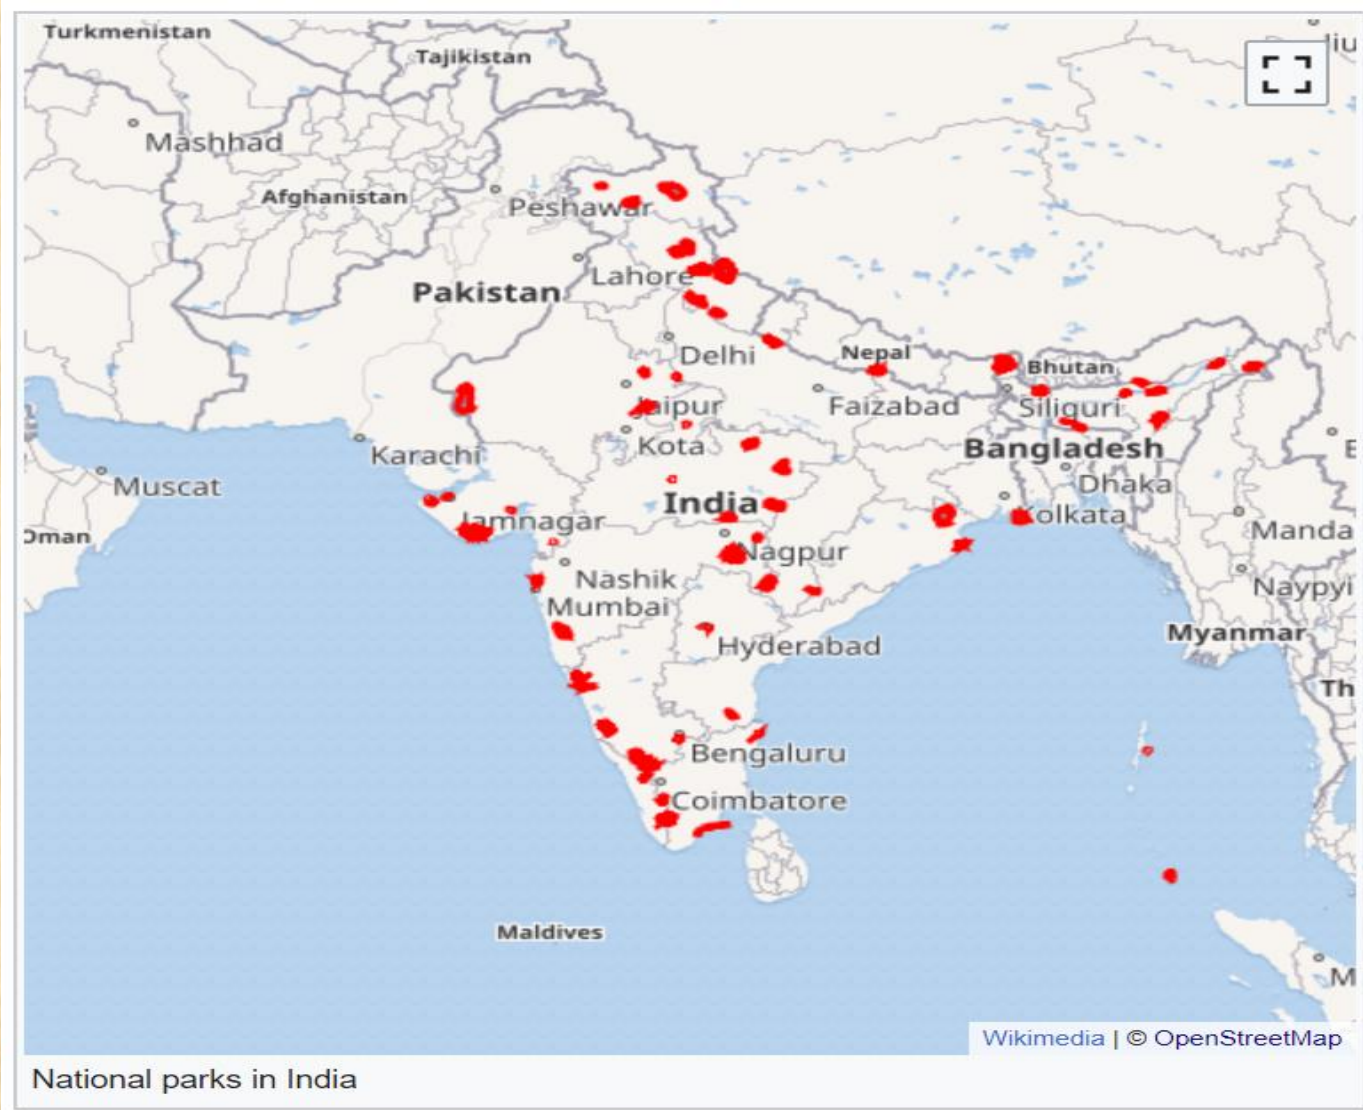 Turkmenistan
Tajikistan
Mashhad
Afghanistan
Peshawar
Lahore
Pakistan
Delhi
Nepal
Bhutan
Jaipur
Faizabad
Siliguri
Kota
Bangladesh
Karachi
Muscat
Dhaka
India
Jamnagar
Kolkata
Oman
Manda
Nagpur
Nashik
Naypyi
Mumbai
Myanmar
Hyderabad
Th
Bengaluru
Coimbatore
Maldives
M
Wikimedia | © OpenStreetMap
National parks in India